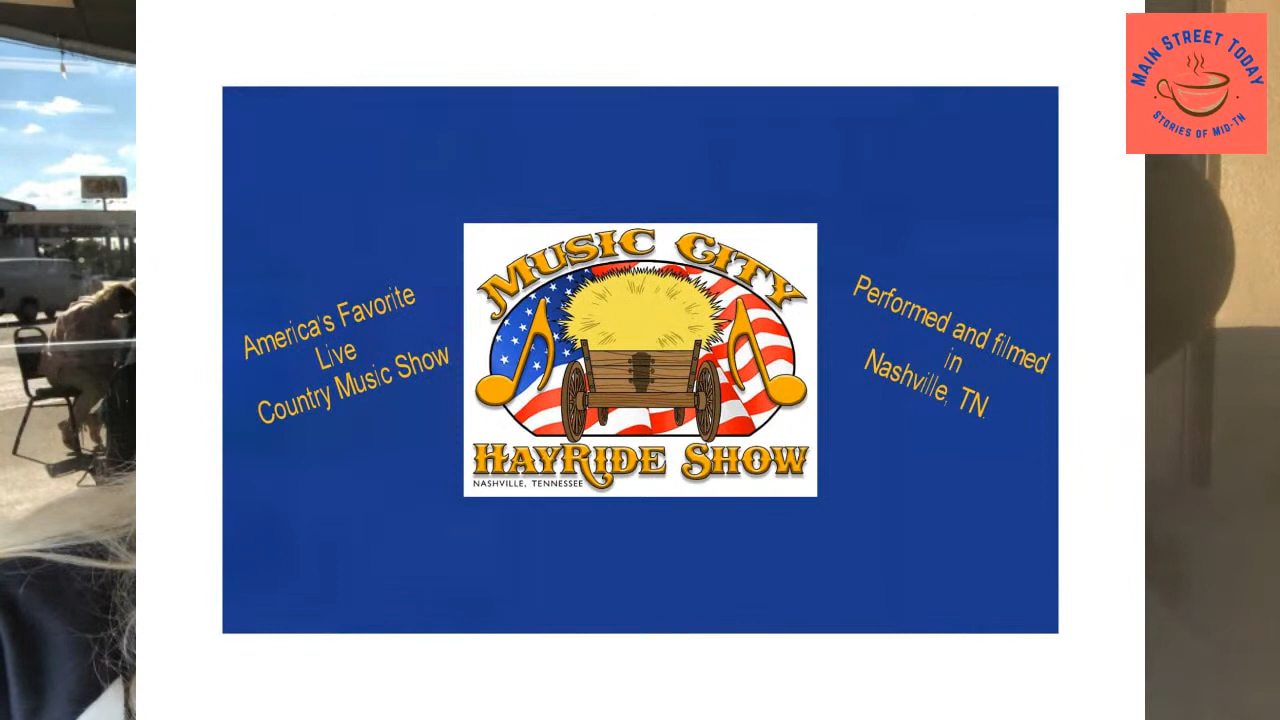 MAIN STREET TODAY
STORIES OF MID-TN
MUSIC CITY
HAYRIDE SHOW
NASHVILLE, TENNESSEE
America's Favorite
Live
Country Music Show
Performed and filmed
in
Nashville, TN.